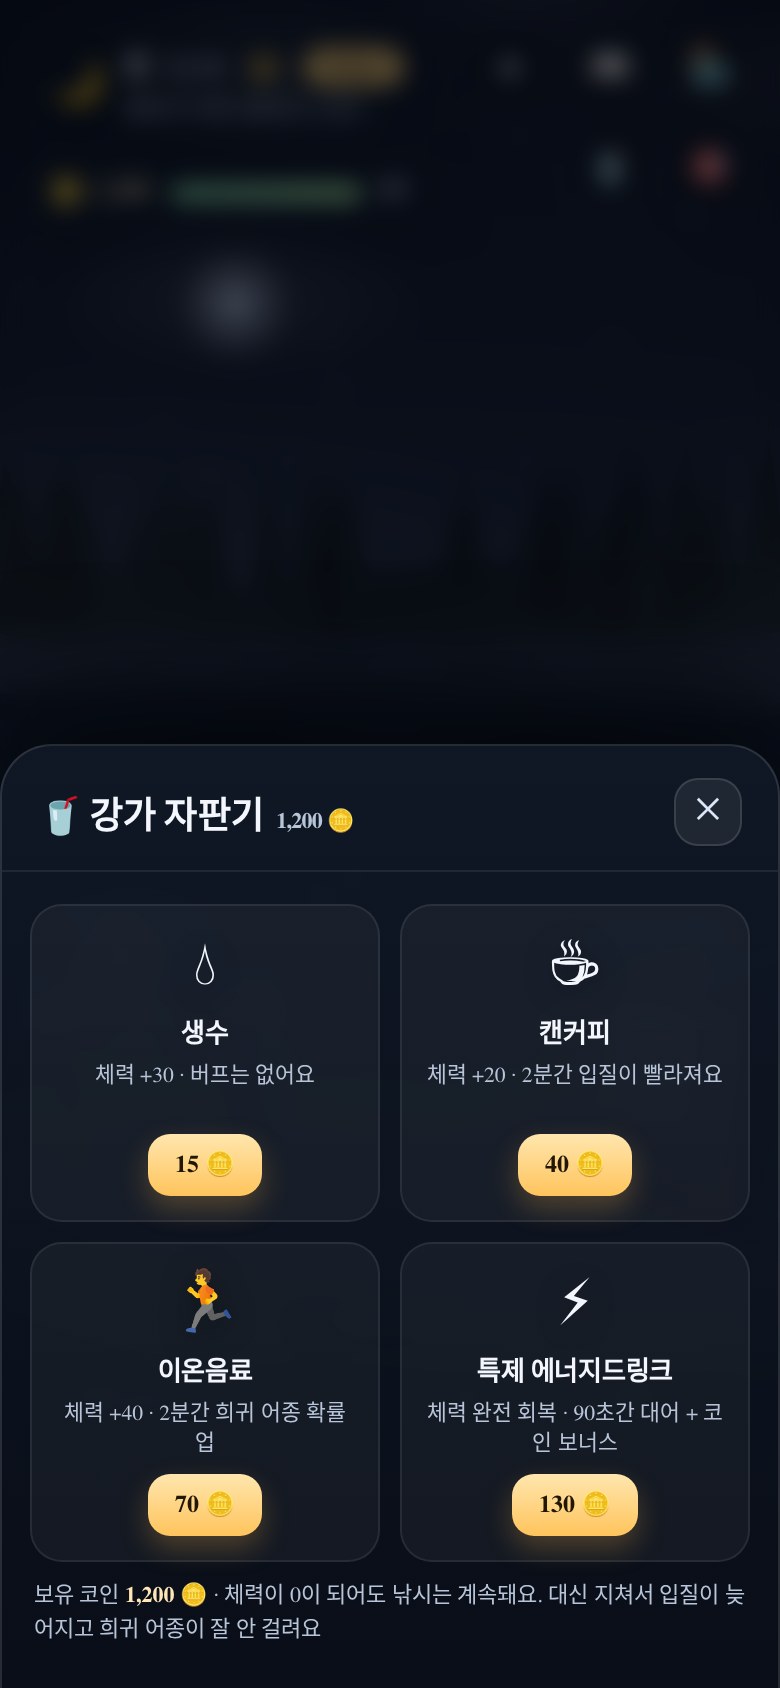 강가 자판기 1,200
생수
체력 +30 · 버프는 없어요
15
캔커피
체력 +20 · 2분간 입질이 빨라져요
40
이온음료
체력 +40 · 2분간 희귀 어종 확률
업
70
특제 에너지드링크
체력 완전 회복 · 90초간 대어 + 코
인 보너스
130
보유 코인 1,200 · 체력이 0이 되어도 낚시는 계속돼요. 대신 지쳐서 입질이 늦
어지고 희귀 어종이 잘 안 걸려요